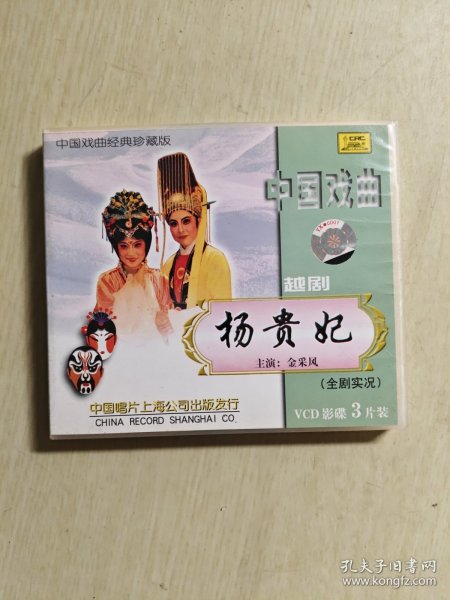 中国戏曲经典珍藏版
CRC
中国戏曲
越剧
杨贵妃
主演：金采风
（全剧实况）
中国唱片上海公司出版发行
CHINA RECORD SHANGHAI CO.
VCD 影碟 3 片装
孔夫子旧书网
www.kongfz.com